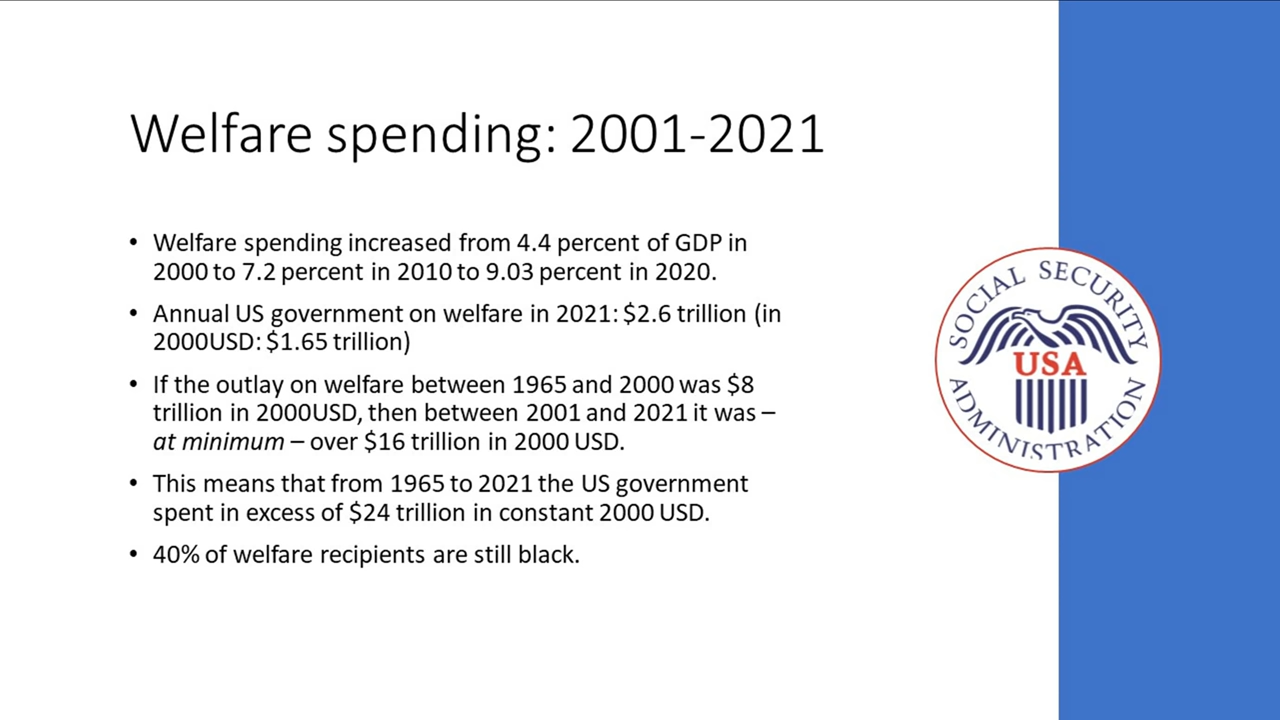 Welfare spending: 2001-2021
• Welfare spending increased from 4.4 percent of GDP in
2000 to 7.2 percent in 2010 to 9.03 percent in 2020.
• Annual US government on welfare in 2021: $2.6 trillion (in
2000USD: $1.65 trillion)
• If the outlay on welfare between 1965 and 2000 was $8
trillion in 2000USD, then between 2001 and 2021 it was –
at minimum – over $16 trillion in 2000 USD.
• This means that from 1965 to 2021 the US government
spent in excess of $24 trillion in constant 2000 USD.
• 40% of welfare recipients are still black.
SOCIAL SECURITY
USA
ADMINISTRATION